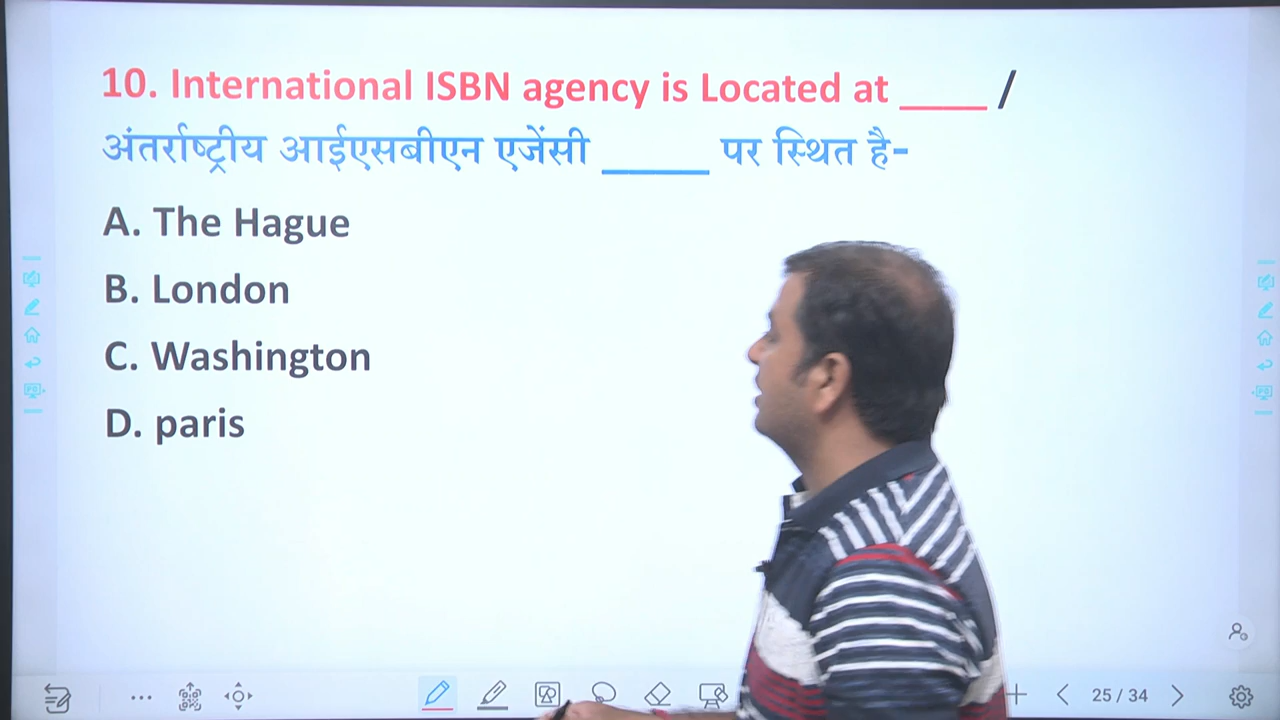 10. International ISBN agency is Located at ____ /
अंतर्राष्ट्रीय आईएसबीएन एजेंसी _____ पर स्थित है-
A. The Hague
B. London
C. Washington
D. paris
25 / 34